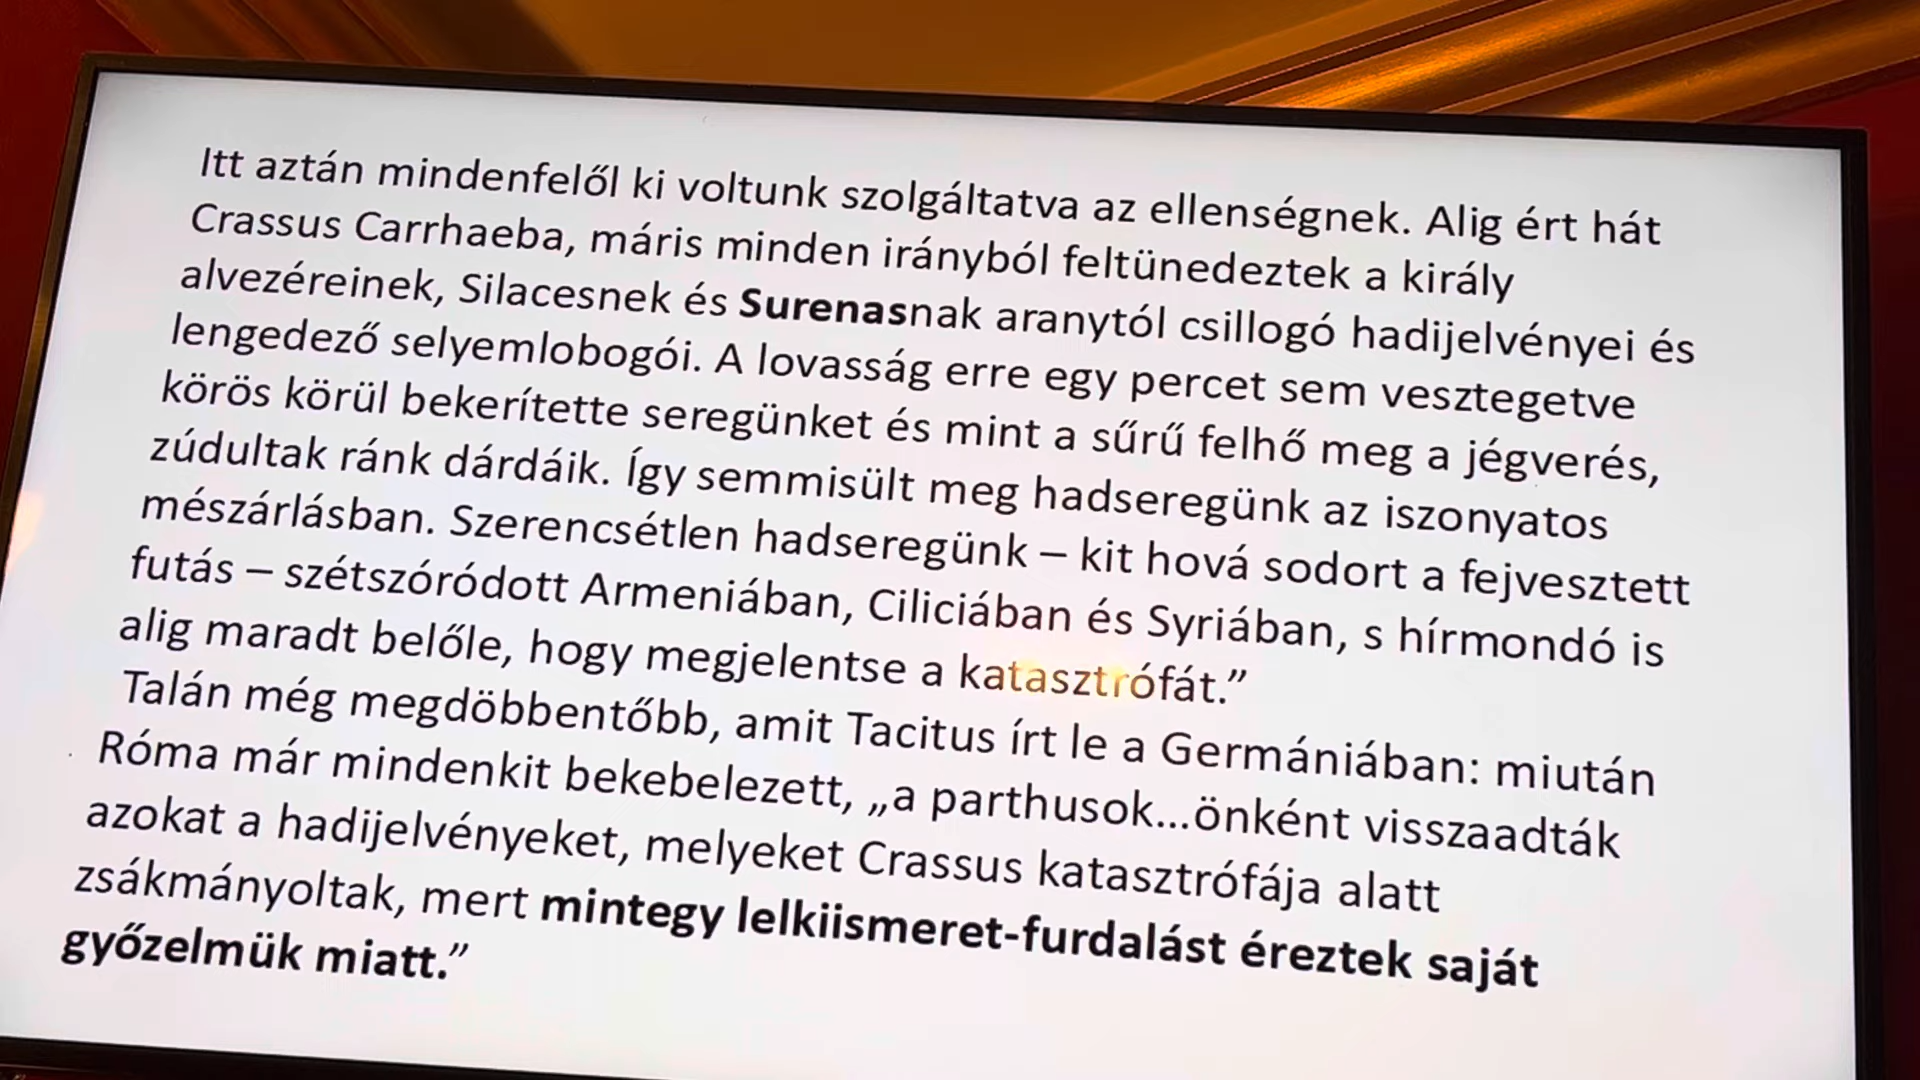 Itt aztán mindenfelől ki voltunk szolgáltatva az ellenségnek. Alig ért hát
Crassus Carrhaeba, máris minden irányból feltünedeztek a király
alvezéreinek, Silacesnek és Surenasnak aranytól csillogó hadijelvényei és
lengedező selyemlobogói. A lovasság erre egy percet sem vesztegetve
körös körül bekerítette seregünket és mint a sűrű felhő meg a jégverés,
zúdultak ránk dárdáik. Így semmisült meg hadseregünk az iszonyatos
mészárlásban. Szerencsétlen hadseregünk – kit hová sodort a fejvesztett
futás – szétszóródott Armeniában, Ciliciában és Syriában, s hírmondó is
alig maradt belőle, hogy megjelentse a katasztrófát.”
Talán még megdöbbentőbb, amit Tacitus írt le a Germániában: miután
Róma már mindenkit bekebelezett, „a parthusok...önként visszaadták
azokat a hadijelvényeket, melyeket Crassus katasztrófája alatt
zsákmányoltak, mert mintegy lelkiismeret-furdalást éreztek saját
győzelmük miatt.”